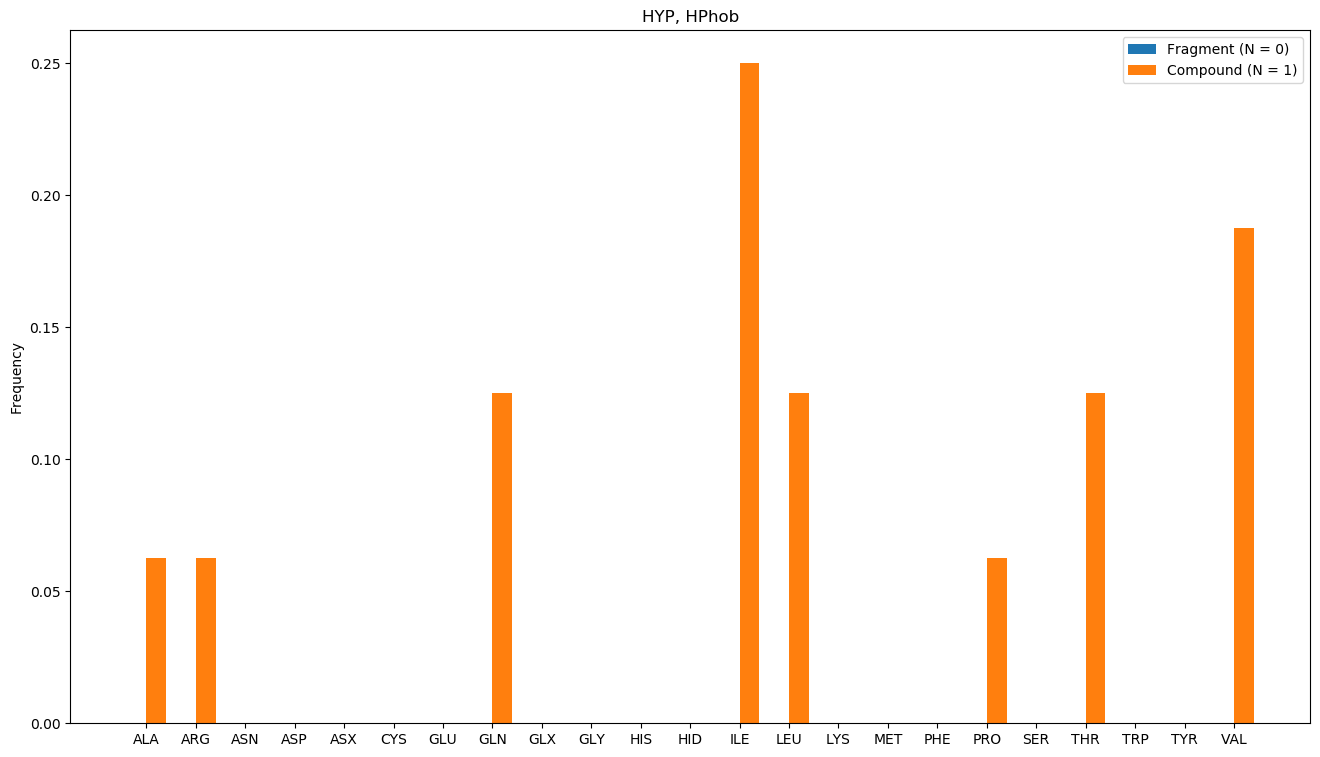 HYP, HPhob
Fragment (N = 0)
Compound (N = 1)
Frequency
0.25
0.20
0.15
0.10
0.05
0.00
ALA ARG ASN ASP ASX CYS GLU GLN GLX GLY HIS HID ILE LEU LYS MET PHE PRO SER THR TRP TYR VAL